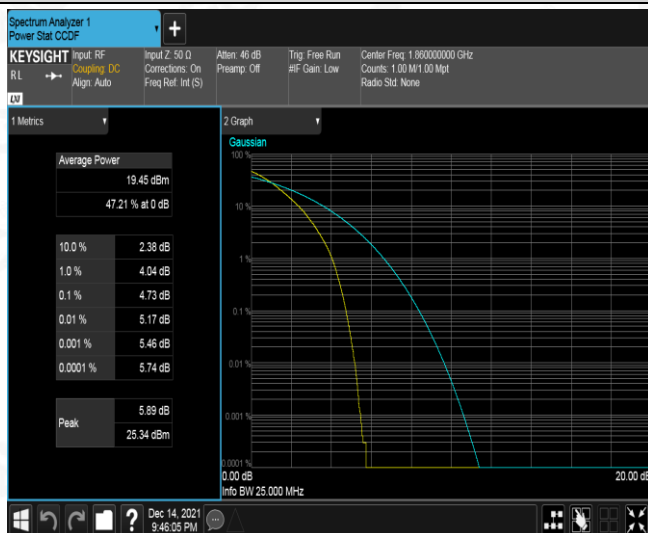 Spectrum Analyzer 1
Power Stat CCDF
KEYSIGHT
RL
LXI
Input: RF
Coupling: DC
Align: Auto
Input Z: 50 Ω
Corrections: On
Freq Ref: Int (S)
Atten: 46 dB
Preamp: Off
Trig: Free Run
#IF Gain: Low
Center Freq: 1.860000000 GHz
Counts: 1.00 M/1.00 Mpt
Radio Std: None
1 Metrics
Average Power
19.45 dBm
47.21 % at 0 dB
10.0 % 2.38 dB
1.0 % 4.04 dB
0.1 % 4.73 dB
0.01 % 5.17 dB
0.001 % 5.46 dB
0.0001 % 5.74 dB
Peak
5.89 dB
25.34 dBm
2 Graph
Gaussian
100 %
10 %
1 %
0.1 %
0.01 %
0.001 %
0.0001 %
0.00 dB
20.00 dB
Info BW 25.000 MHz
Dec 14, 2021
9:46:05 PM